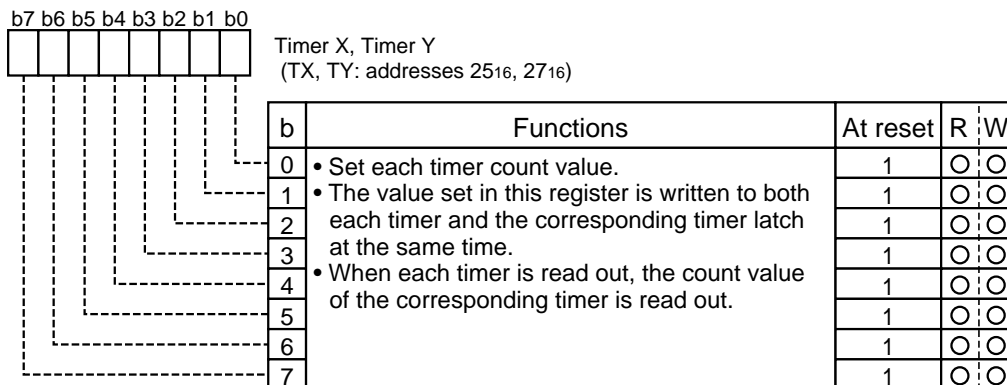 b7 b6 b5 b4 b3 b2 b1 b0
Timer X, Timer Y
(TX, TY: addresses 25₁₆, 27₁₆)
b Functions At reset R W
0 • Set each timer count value. 1 O O
1 • The value set in this register is written to both 1 O O
2 each timer and the corresponding timer latch 1 O O
3 at the same time. 1 O O
4 • When each timer is read out, the count value 1 O O
5 of the corresponding timer is read out. 1 O O
6 1 O O
7 1 O O